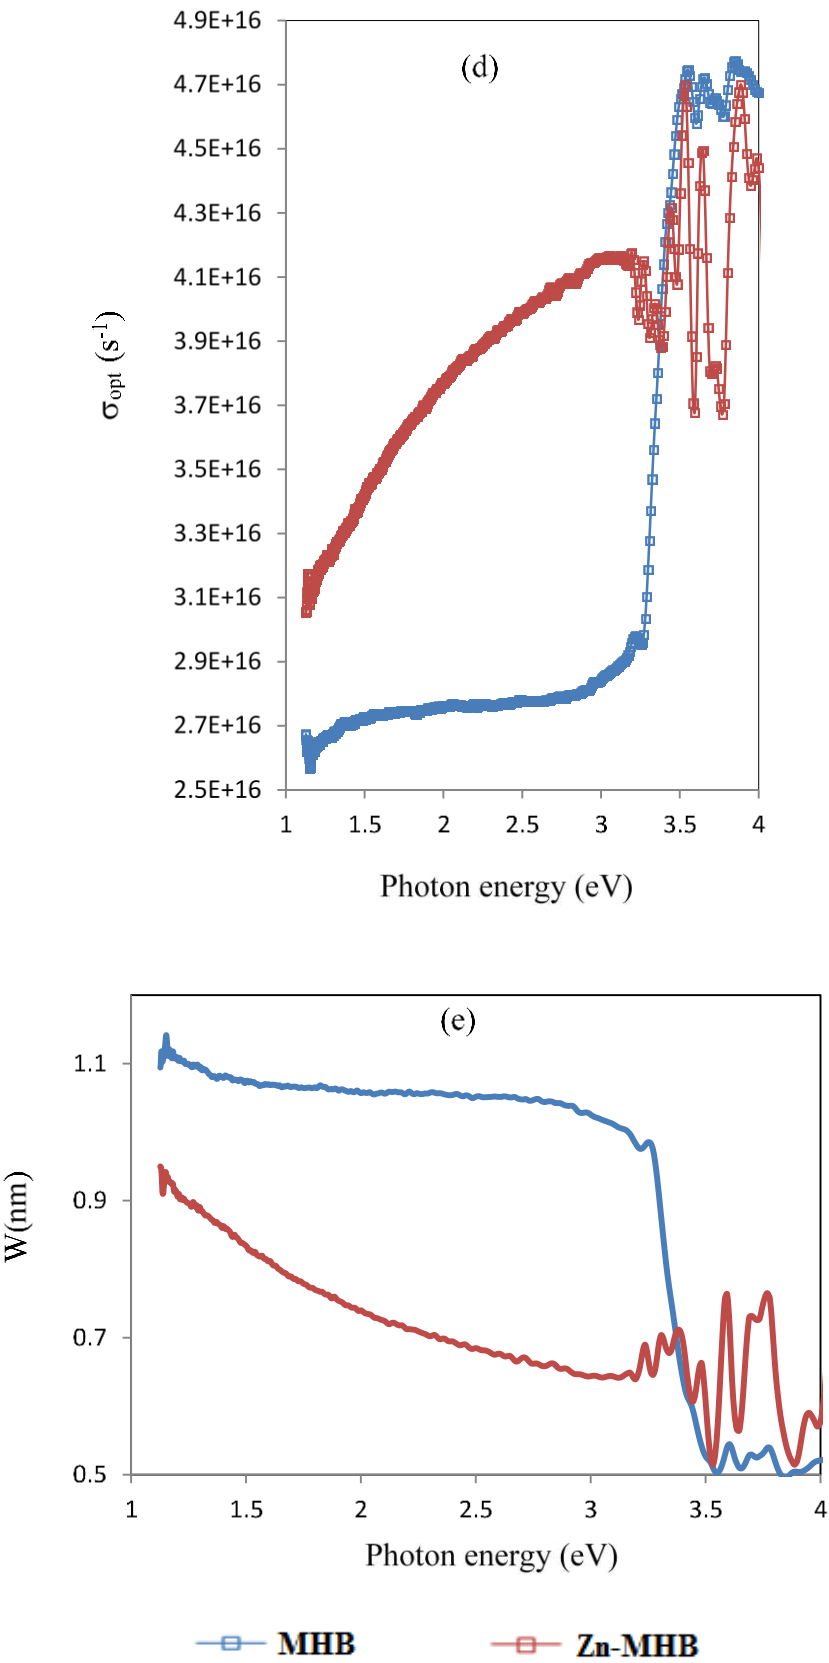 (d)
4.9E+16
4.7E+16
4.5E+16
4.3E+16
4.1E+16
3.9E+16
3.7E+16
3.5E+16
3.3E+16
3.1E+16
2.9E+16
2.7E+16
2.5E+16
σopt (s-1)
1 1.5 2 2.5 3 3.5 4
Photon energy (eV)
(e)
1.1
0.9
0.7
0.5
W(nm)
1 1.5 2 2.5 3 3.5 4
Photon energy (eV)
MHB Zn-MHB